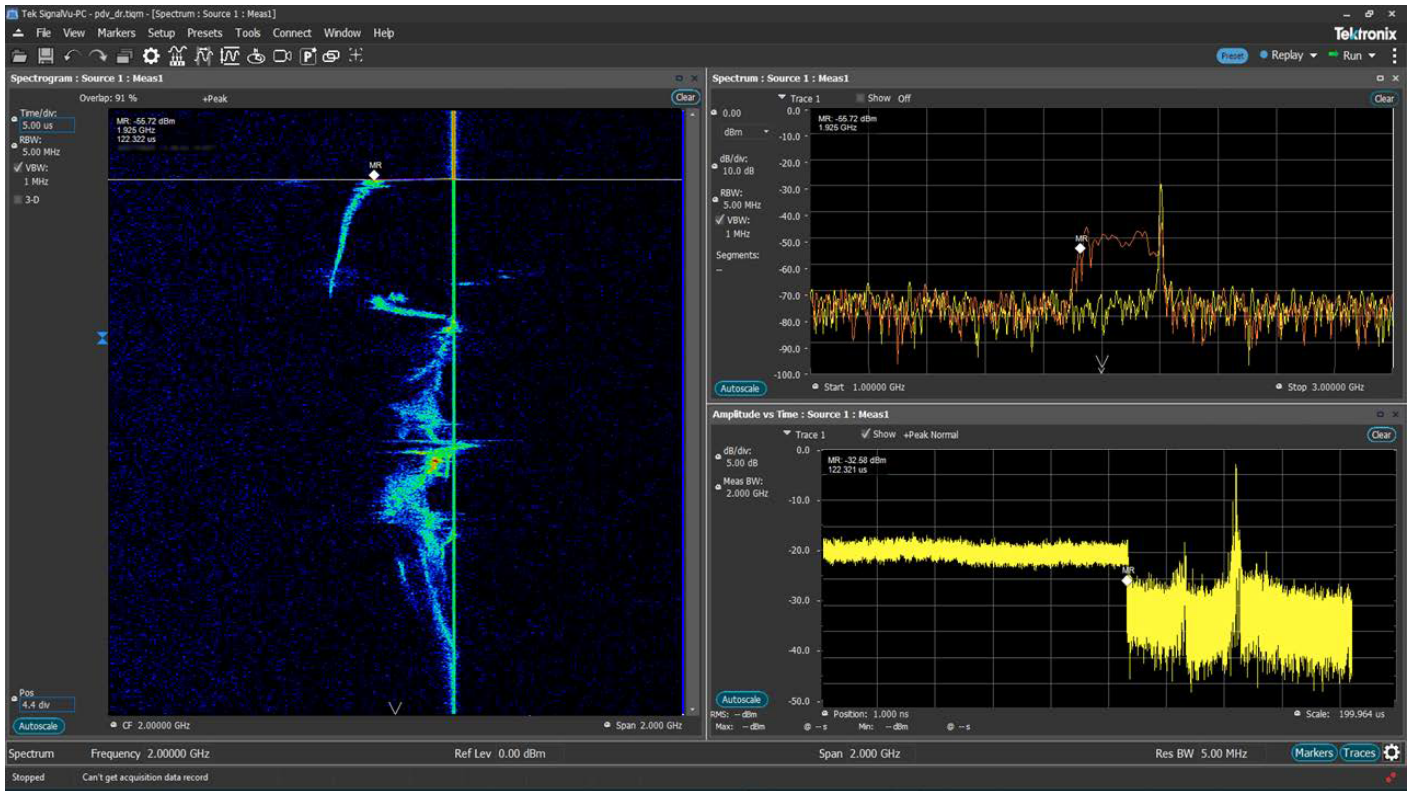 Tek SignalVu-PC - pdv_dr.tiqm - [Spectrum : Source 1 : Meas1]
File View Markers Setup Presets Tools Connect Window Help
Tektronix
Preset Replay Run
Spectrogram : Source 1 : Meas1
Overlap: 91 % +Peak Clear
Time/div:
5.00 us
RBW:
5.00 MHz
VBW:
1 MHz
3-D
MR: -55.72 dBm
1.925 GHz
122.322 us
MR
Pos
4.4 div
Autoscale
CF 2.00000 GHz Span 2.000 GHz
Spectrum : Source 1 : Meas1
Trace 1 Show Off Clear
0.00
dBm
dB/div:
10.0 dB
RBW:
5.00 MHz
VBW:
1 MHz
Segments:
--
Autoscale
0.0
-10.0
-20.0
-30.0
-40.0
-50.0
-60.0
-70.0
-80.0
-90.0
-100.0
MR: -55.72 dBm
1.925 GHz
MR
Start 1.00000 GHz Stop 3.00000 GHz
Amplitude vs Time : Source 1 : Meas1
Trace 1 Show +Peak Normal Clear
dB/div:
5.00 dB
Meas BW:
2.000 GHz
0.0
-10.0
-20.0
-30.0
-40.0
-50.0
MR: -32.58 dBm
122.321 us
MR
Autoscale
Position: 1.000 ns Scale: 199.964 us
RMS: -- dBm
Max: -- dBm @ -- s Min: -- dBm @ -- s
Spectrum Frequency 2.00000 GHz Ref Lev 0.00 dBm Span 2.000 GHz Res BW 5.00 MHz Markers Traces
Stopped Can't get acquisition data record